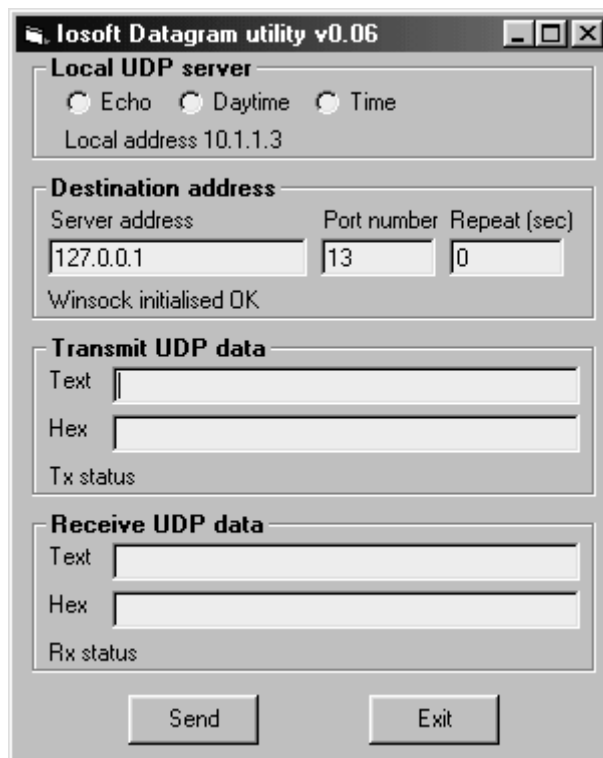 Iosoft Datagram utility v0.06
Local UDP server
Echo Daytime Time
Local address 10.1.1.3
Destination address
Server address Port number Repeat (sec)
127.0.0.1 13 0
Winsock initialised OK
Transmit UDP data
Text
Hex
Tx status
Receive UDP data
Text
Hex
Rx status
Send Exit